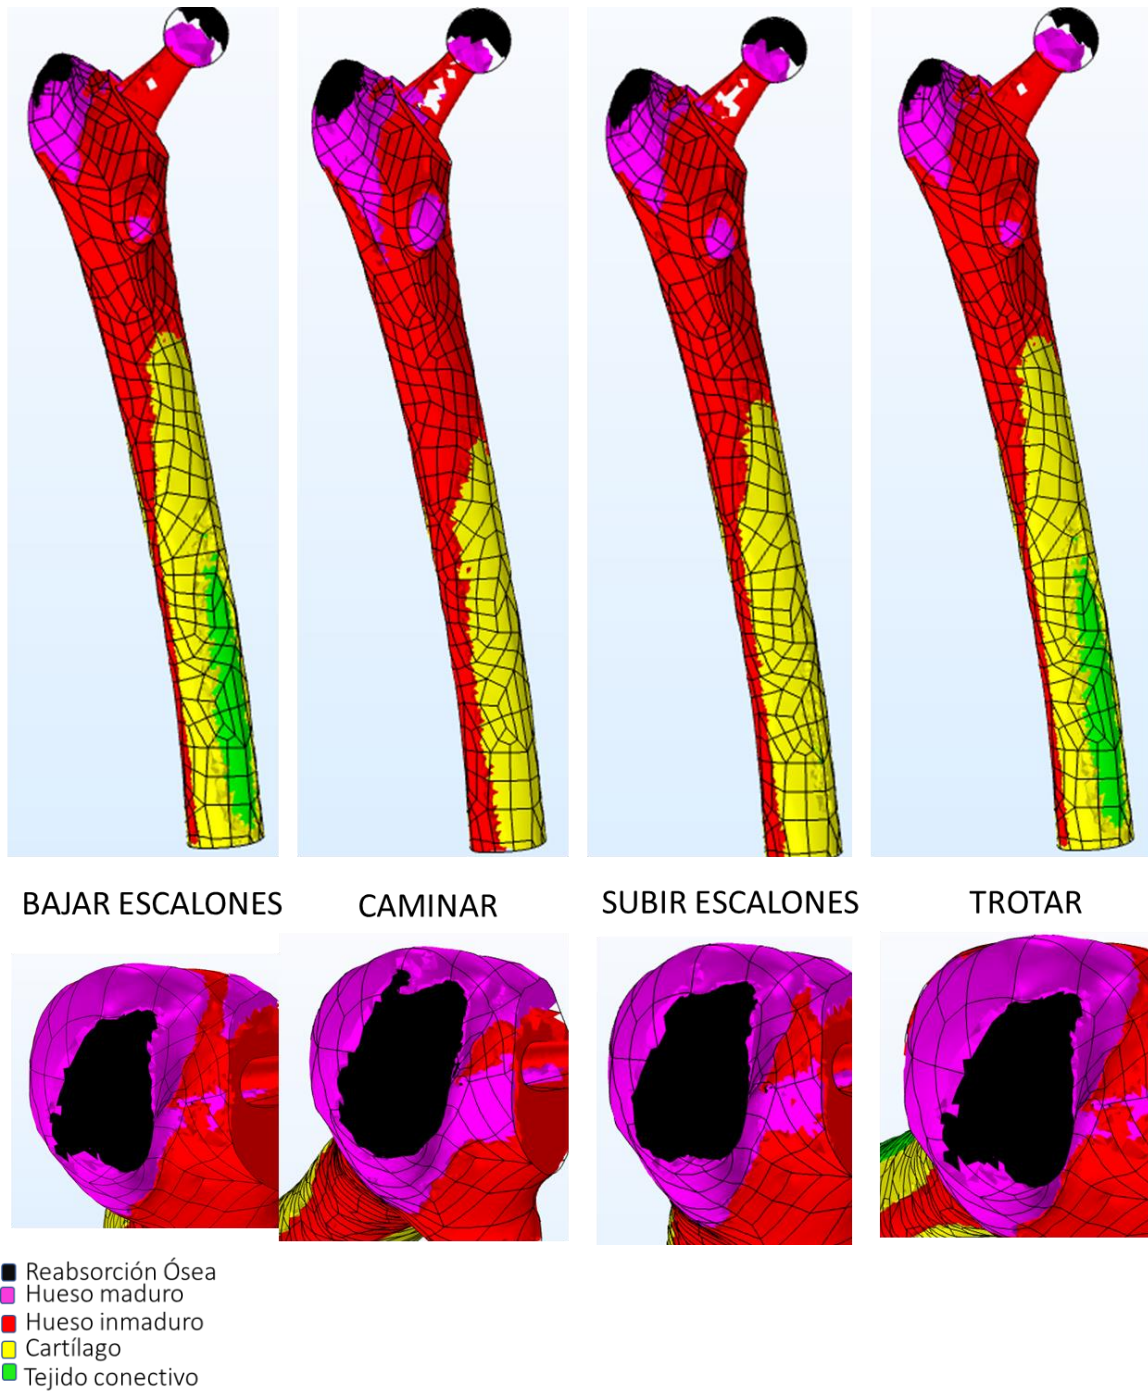 BAJAR ESCALONES
CAMINAR
SUBIR ESCALONES
TROTAR
Reabsorción Ósea
Hueso maduro
Hueso inmaduro
Cartílago
Tejido conectivo